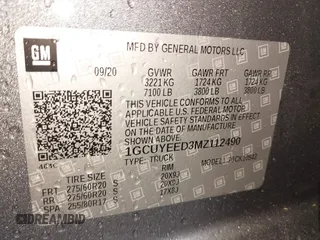 GM
MFD BY GENERAL MOTORS LLC
09/20 GVWR GAWR FRT GAWR RR
3221 KG 1724 KG 1724 KG
7100 LB 3800 LB 3800 LB
THIS VEHICLE CONFORMS TO ALL
APPLICABLE U.S. FEDERAL MOTOR
VEHICLE SAFETY STANDARDS IN
EFFECT ON THE DATE OF
MANUFACTURE SHOWN ABOVE.
1GCUYEED3MZ112490
TYPE: TRUCK
TIRE SIZE RIM
FRT 275/60R20 20X9J
RR 275/60R20 20X9J
SPA 255/80R17 17X8J
DREAMBID